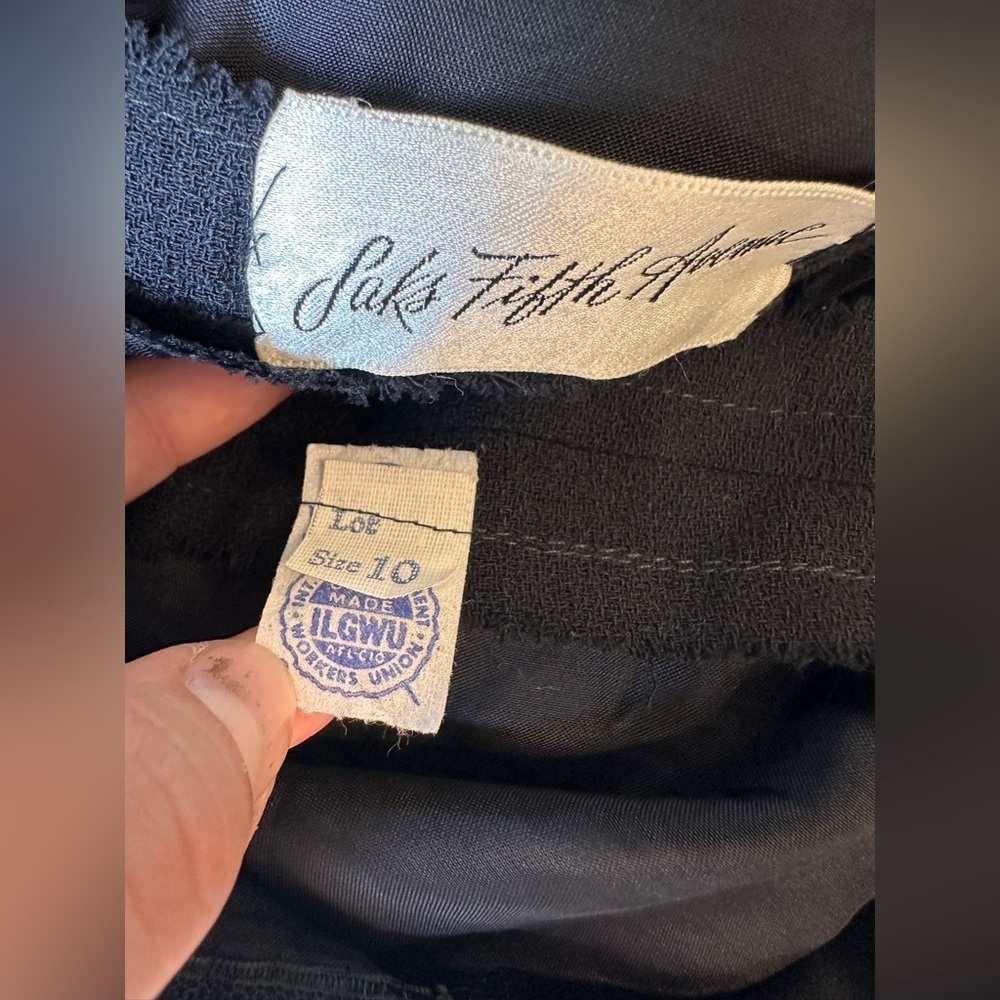 Saks Fifth Avenue
Lot
Size 10
MADE
ILGWU
AFL-CIO
WORKERS UNION